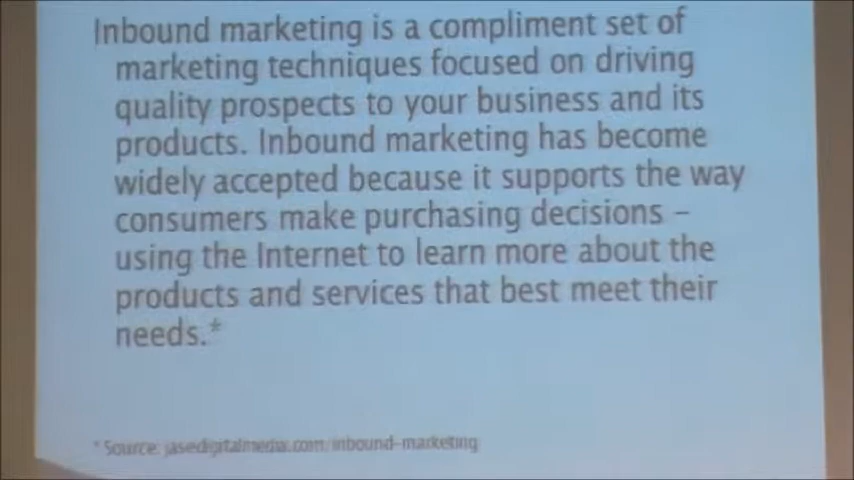 Inbound marketing is a compliment set of
marketing techniques focused on driving
quality prospects to your business and its
products. Inbound marketing has become
widely accepted because it supports the way
consumers make purchasing decisions –
using the Internet to learn more about the
products and services that best meet their
needs.*
* Source: jasedigitalmedia.com/inbound-marketing